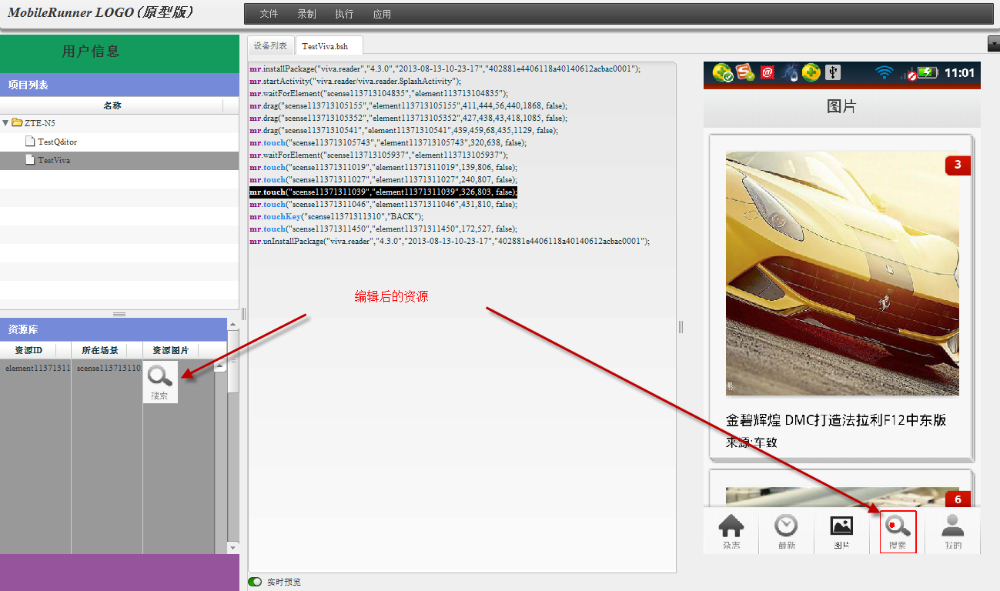 MobileRunner LOGO(原型版)
文件 录制 执行 应用
用户信息
项目列表
名称
ZTE-N5
TestQditor
TestViva
资源库
资源ID 所在场景 资源图片
element11371311 scense113713110
搜索
设备列表 TestViva.bsh
mr.installPackage("viva.reader","4.3.0","2013-08-13-10-23-17","402881e4406118a40140612acbac0001");
mr.startActivity("viva.reader/viva.reader.SplashActivity");
mr.waitForElement("scense113713104835","element113713104835");
mr.drag("scense113713105155","element113713105155",411,444,56,440,1868, false);
mr.drag("scense113713105352","element113713105352",427,438,43,418,1085, false);
mr.drag("scense11371310541","element11371310541",439,459,68,435,1129, false);
mr.touch("scense113713105743","element113713105743",320,638, false);
mr.waitForElement("scense113713105937","element113713105937");
mr.touch("scense11371311019","element11371311019",139,806, false);
mr.touch("scense11371311027","element11371311027",240,807, false);
mr.touch("scense11371311039","element11371311039",326,803, false);
mr.touch("scense11371311046","element11371311046",431,810, false);
mr.touchKey("scense11371311310","BACK");
mr.touch("scense11371311450","element11371311450",172,527, false);
mr.unInstallPackage("viva.reader","4.3.0","2013-08-13-10-23-17","402881e4406118a40140612acbac0001");
编辑后的资源
实时预览
11:01
图片
3
金碧辉煌 DMC打造法拉利F12中东版
来源:车致
6
杂志 最新 图片 搜索 我的